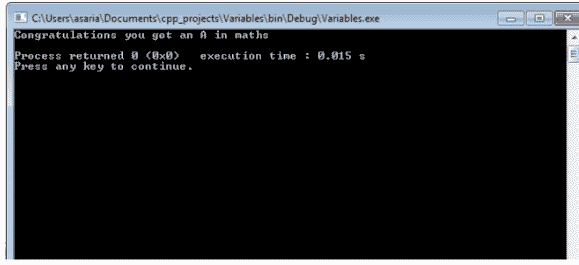 C:\Users\asaria\Documents\cpp_projects\Variables\bin\Debug\Variables.exe
Congratulations you got an A in maths
Process returned 0 (0x0)   execution time : 0.015 s
Press any key to continue.